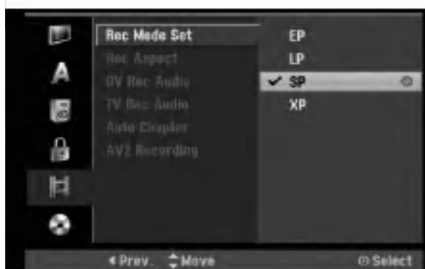 Rec Mode Set
Rec Aspect
DV Rec Audio
TV Rec Audio
Auto Chapter
AV2 Recording
EP
LP
SP
XP
A
Prev. Move Select